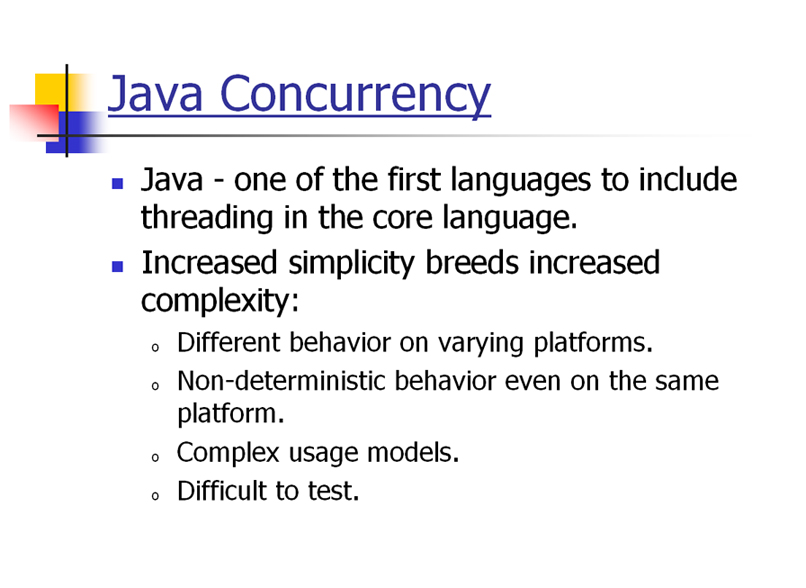 Java Concurrency
Java - one of the first languages to include
threading in the core language.
Increased simplicity breeds increased
complexity:
Different behavior on varying platforms.
Non-deterministic behavior even on the same
platform.
Complex usage models.
Difficult to test.